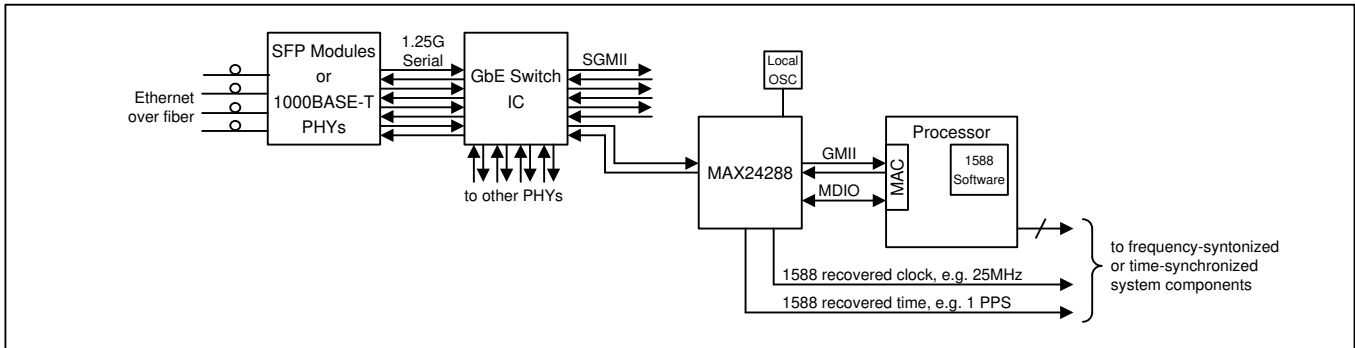 SFP Modules
or
1000BASE-T
PHYs
Ethernet
over fiber
1.25G
Serial
GbE Switch
IC
SGMII
to other PHYs
Local
OSC
MAX24288
GMII
MDIO
Processor
MAC
1588
Software
1588 recovered clock, e.g. 25MHz
1588 recovered time, e.g. 1 PPS
to frequency-syntonized
or time-synchronized
system components